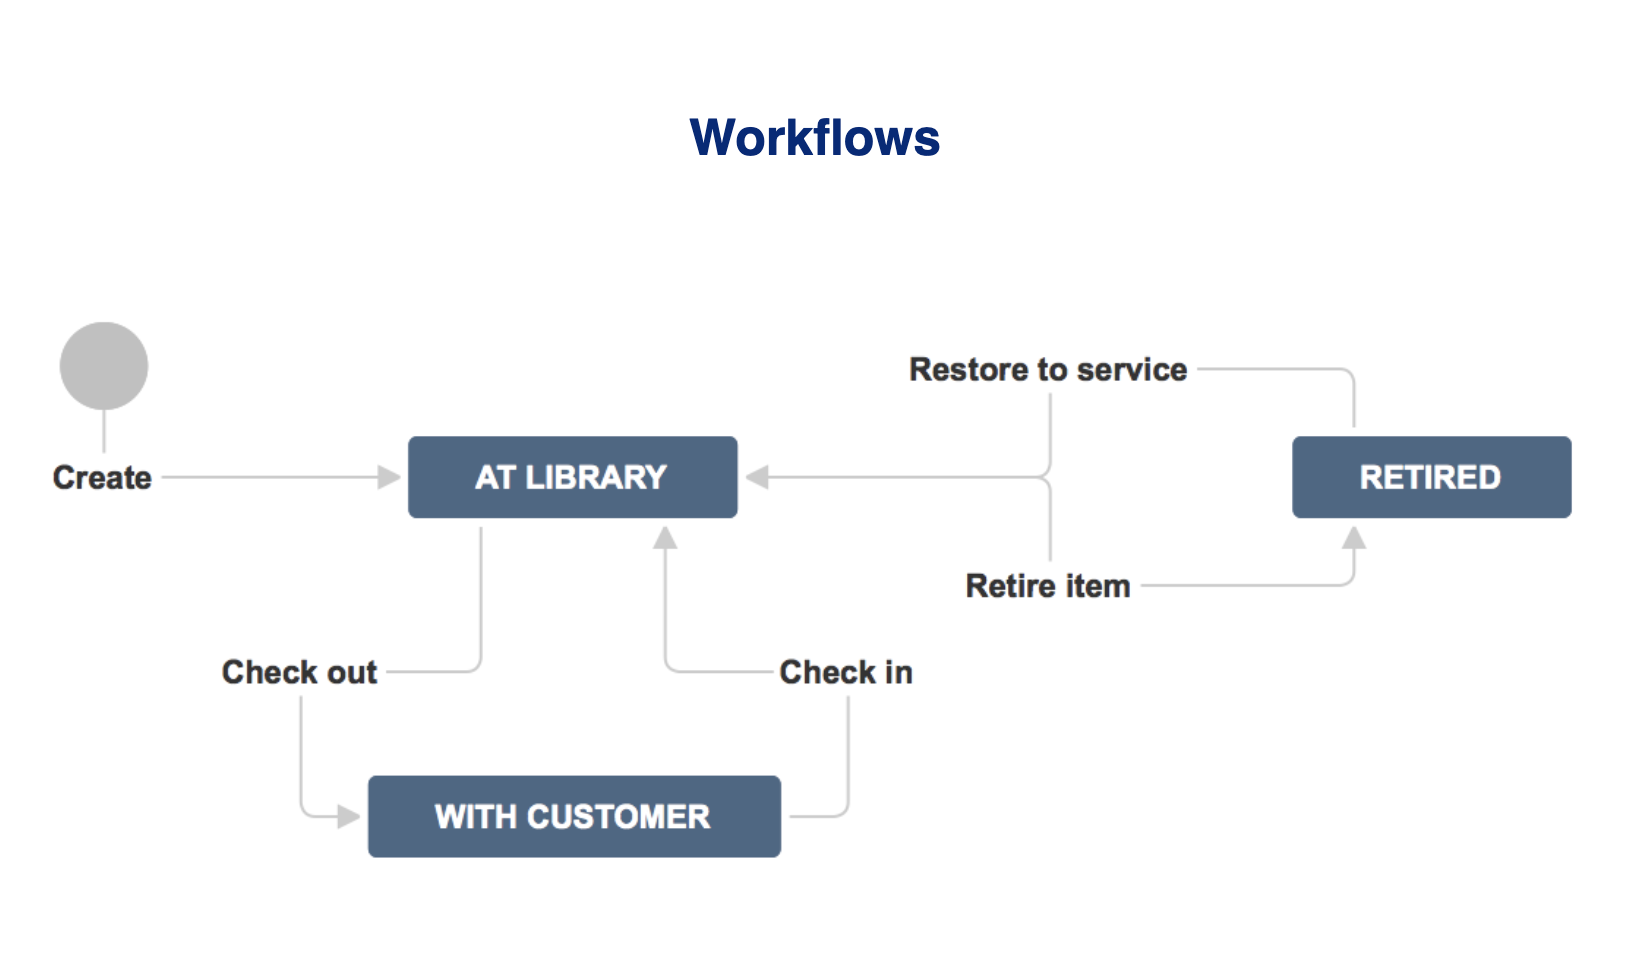 Workflows
Restore to service
Create
AT LIBRARY
RETIRED
Retire item
Check out
Check in
WITH CUSTOMER